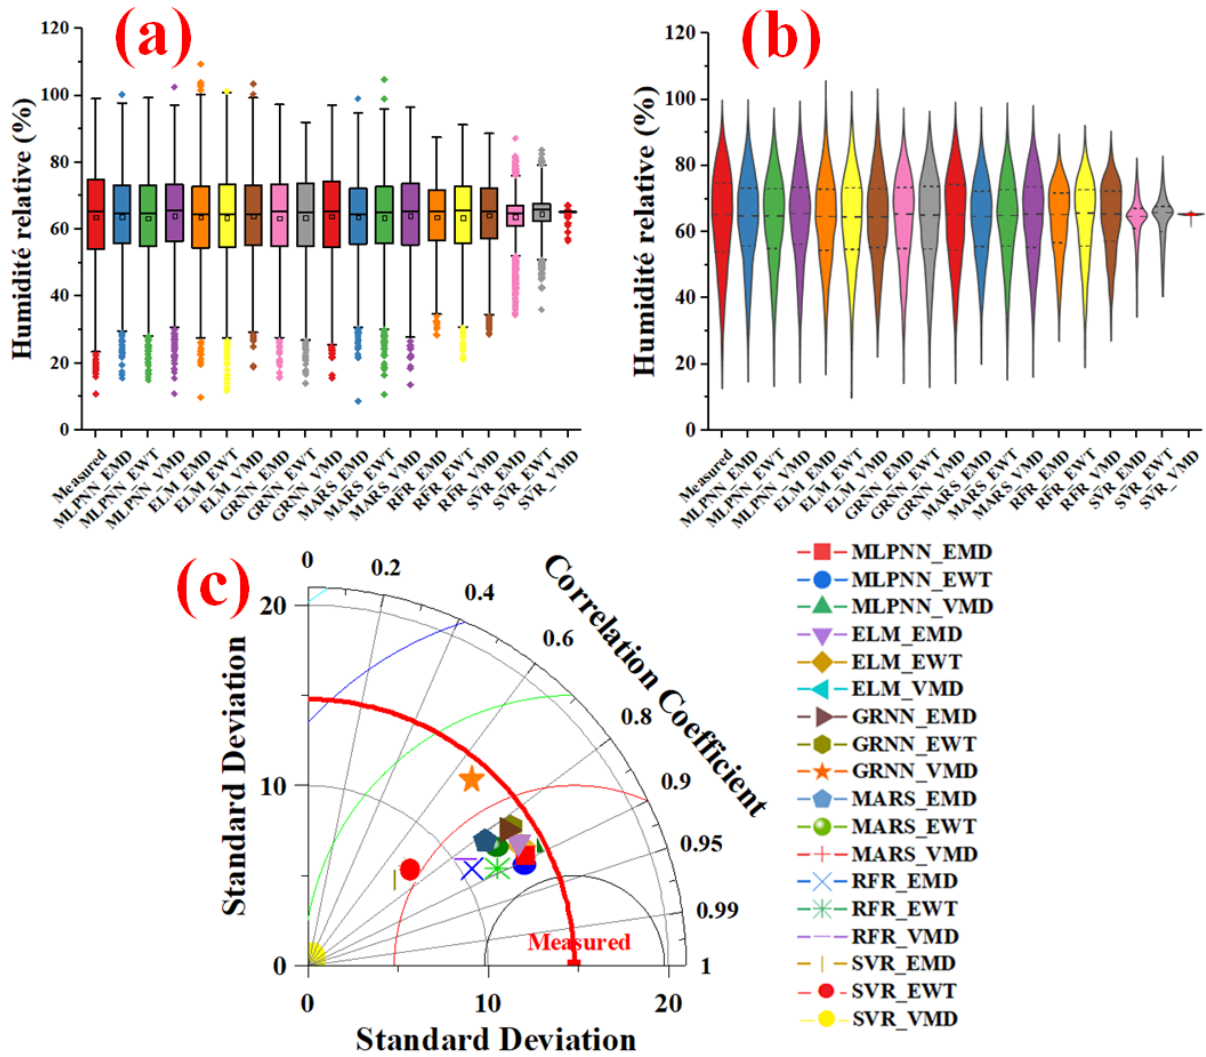 (a)
Humidité relative (%)
120
100
80
60
40
20
0
Measured
MLPNN_EMD
MLPNN_EWT
MLPNN_VMD
ELM_EMD
ELM_EWT
ELM_VMD
GRNN_EMD
GRNN_EWT
GRNN_VMD
MARS_EMD
MARS_EWT
MARS_VMD
RFR_EMD
RFR_EWT
RFR_VMD
SVR_EMD
SVR_EWT
SVR_VMD
(b)
Humidité relative (%)
120
100
80
60
40
20
0
Measured
MLPNN_EMD
MLPNN_EWT
MLPNN_VMD
ELM_EMD
ELM_EWT
ELM_VMD
GRNN_EMD
GRNN_EWT
GRNN_VMD
MARS_EMD
MARS_EWT
MARS_VMD
RFR_EMD
RFR_EWT
RFR_VMD
SVR_EMD
SVR_EWT
SVR_VMD
(c)
Standard Deviation
20
10
0
0
0.2
0.4
0.6
0.8
0.9
0.95
0.99
1
Correlation Coefficient
Measured
0
10
20
Standard Deviation
MLPNN_EMD
MLPNN_EWT
MLPNN_VMD
ELM_EMD
ELM_EWT
ELM_VMD
GRNN_EMD
GRNN_EWT
GRNN_VMD
MARS_EMD
MARS_EWT
MARS_VMD
RFR_EMD
RFR_EWT
RFR_VMD
SVR_EMD
SVR_EWT
SVR_VMD